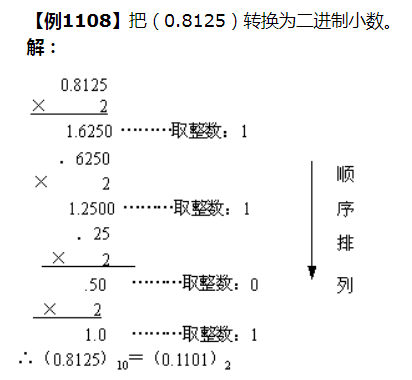 【例1108】把（0.8125）转换为二进制小数。
解：
0.8125
× 2
1.6250 ………取整数：1
. 6250
× 2
1.2500 ………取整数：1
. 25
× 2
.50 ………取整数：0
× 2
1.0 ………取整数：1
顺
序
排
列
∴（0.8125）10＝（0.1101）2